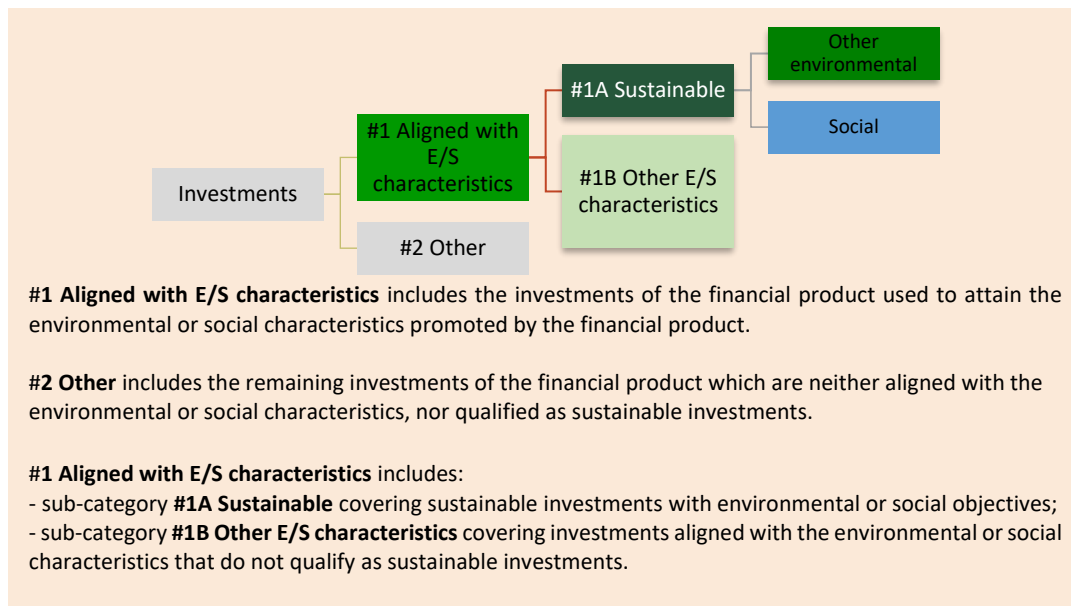 Other
environmental
#1A Sustainable
#1 Aligned with
E/S
characteristics
Social
#1B Other E/S
characteristics
Investments
#2 Other
#1 Aligned with E/S characteristics includes the investments of the financial product used to attain the
environmental or social characteristics promoted by the financial product.
#2 Other includes the remaining investments of the financial product which are neither aligned with the
environmental or social characteristics, nor qualified as sustainable investments.
#1 Aligned with E/S characteristics includes:
- sub-category #1A Sustainable covering sustainable investments with environmental or social objectives;
- sub-category #1B Other E/S characteristics covering investments aligned with the environmental or social
characteristics that do not qualify as sustainable investments.